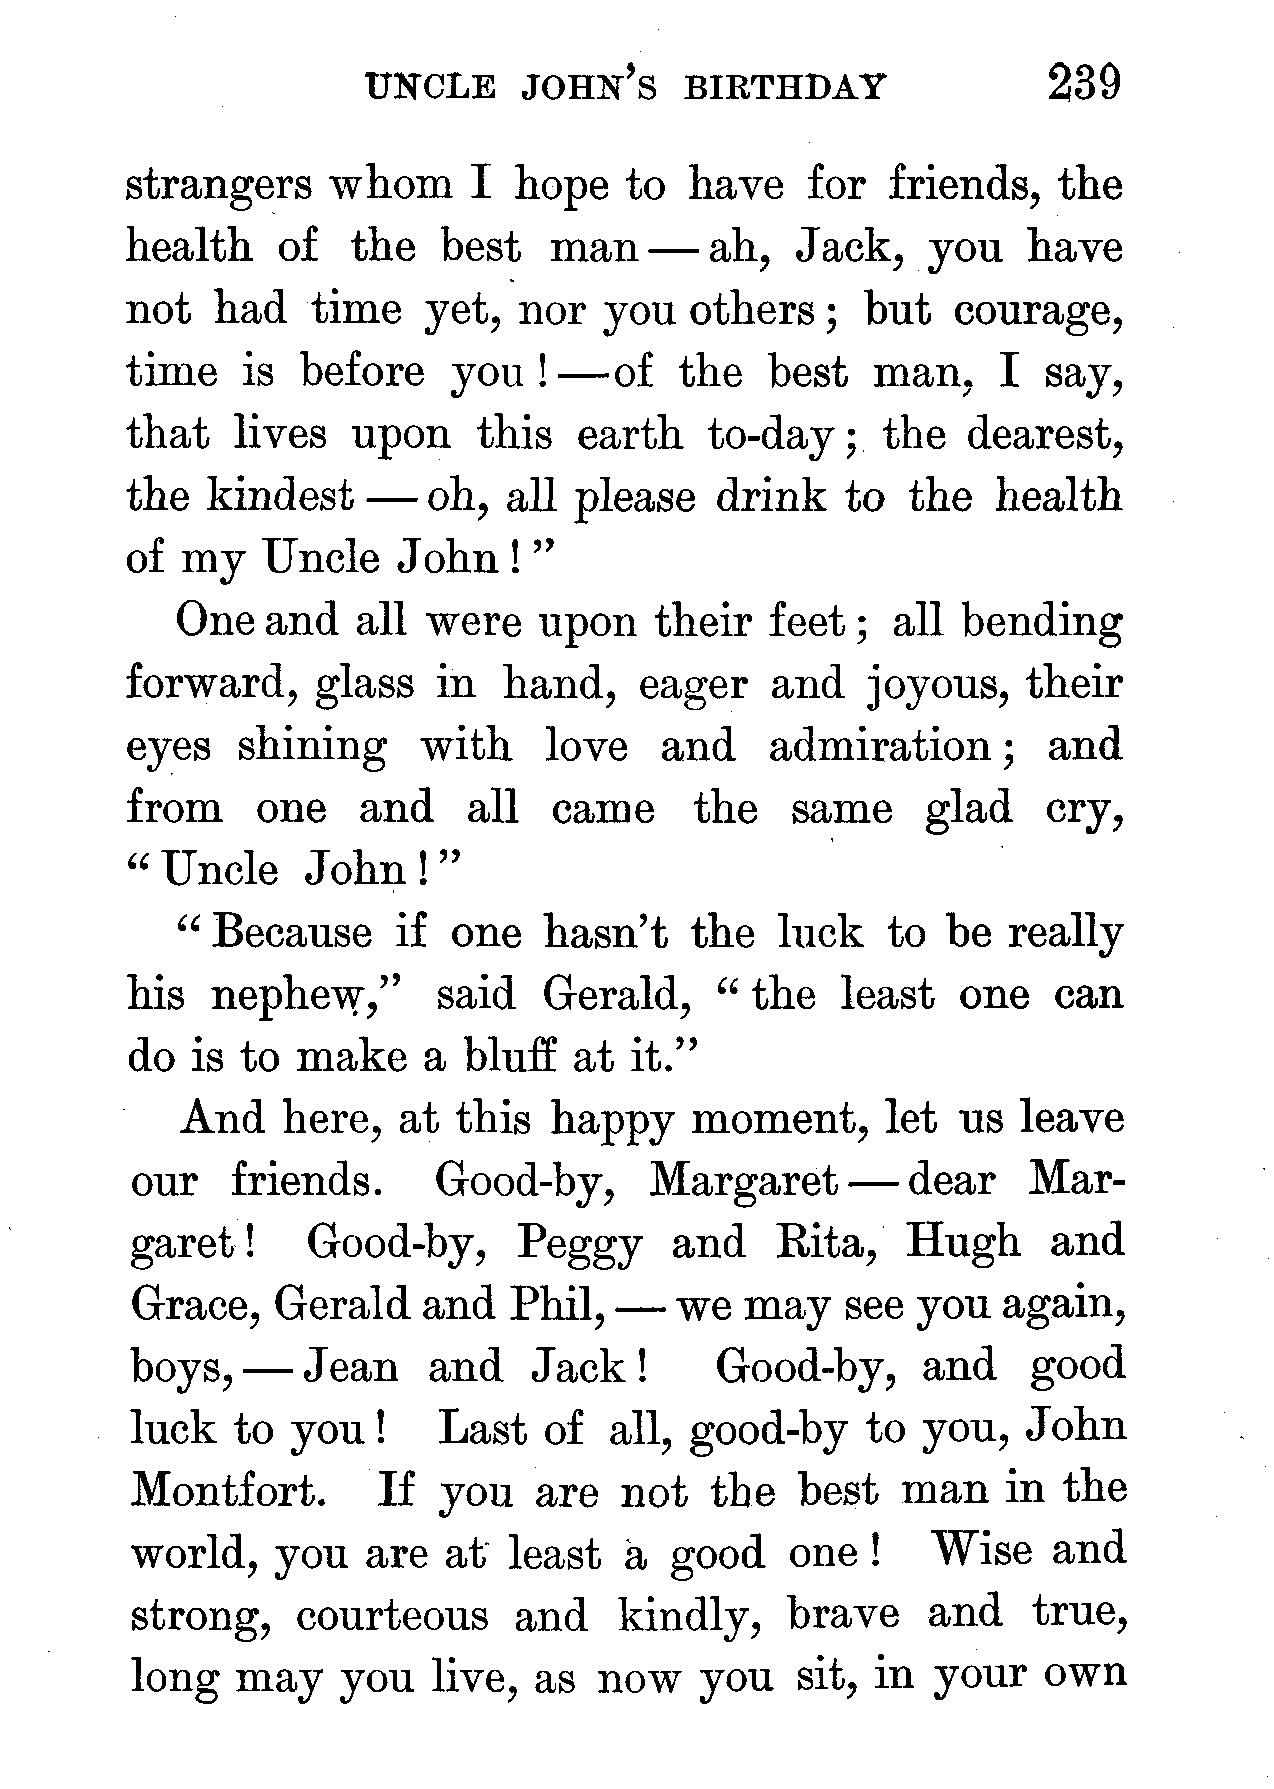 UNCLE JOHN'S BIRTHDAY 239
strangers whom I hope to have for friends, the
health of the best man — ah, Jack, you have
not had time yet, nor you others ; but courage,
time is before you ! — of the best man, I say,
that lives upon this earth to-day ; the dearest,
the kindest — oh, all please drink to the health
of my Uncle John ! ”
One and all were upon their feet ; all bending
forward, glass in hand, eager and joyous, their
eyes shining with love and admiration ; and
from one and all came the same glad cry,
“ Uncle John ! ”
“ Because if one hasn’t the luck to be really
his nephew,” said Gerald, “ the least one can
do is to make a bluff at it.”
And here, at this happy moment, let us leave
our friends. Good-by, Margaret — dear Mar-
garet ! Good-by, Peggy and Rita, Hugh and
Grace, Gerald and Phil, — we may see you again,
boys, — Jean and Jack ! Good-by, and good
luck to you ! Last of all, good-by to you, John
Montfort. If you are not the best man in the
world, you are at least a good one ! Wise and
strong, courteous and kindly, brave and true,
long may you live, as now you sit, in your own